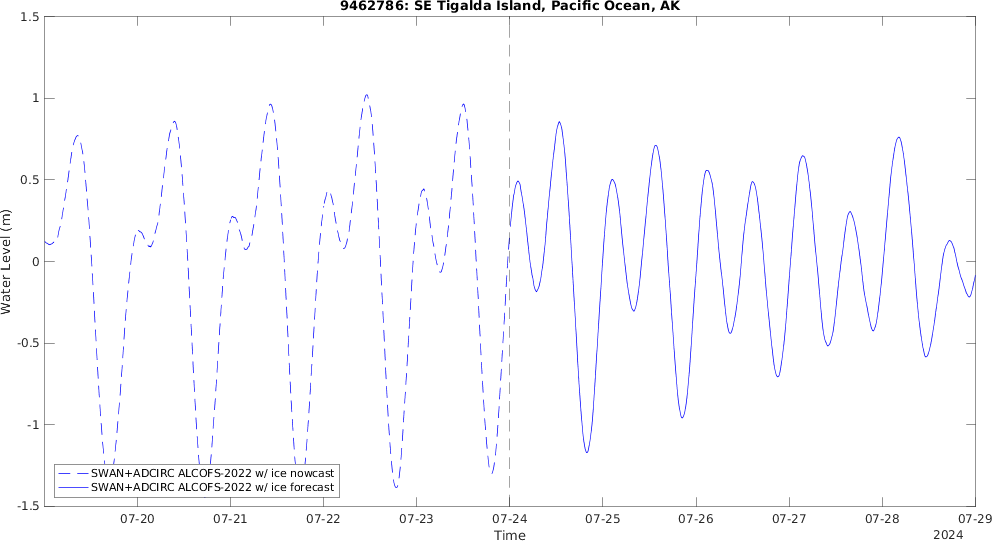 9462786: SE Tigalda Island, Pacific Ocean, AK
1.5
1
0.5
0
-0.5
-1
-1.5
Water Level (m)
SWAN+ADCIRC ALCOFS-2022 w/ ice nowcast
SWAN+ADCIRC ALCOFS-2022 w/ ice forecast
07-20 07-21 07-22 07-23 07-24 07-25 07-26 07-27 07-28 07-29
Time
2024